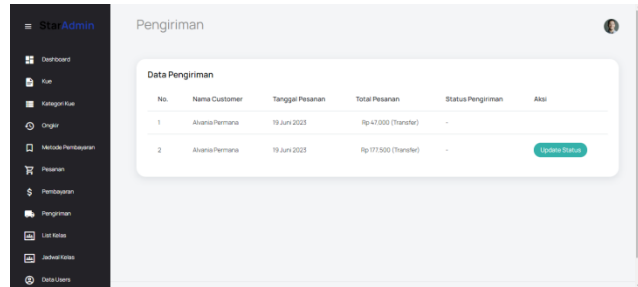 StarAdmin
Pengiriman
Dashboard
Kue
Kategori Kue
Ongkir
Metode Pembayaran
Pesanan
Pembayaran
Pengiriman
List Kelas
Jadwal Kelas
Data Users
Data Pengiriman
No. Nama Customer Tanggal Pesanan Total Pesanan Status Pengiriman Aksi
1 Alvania Permana 19 Juni 2023 Rp 47.000 (Transfer) -
2 Alvania Permana 19 Juni 2023 Rp 177.500 (Transfer) - Update Status